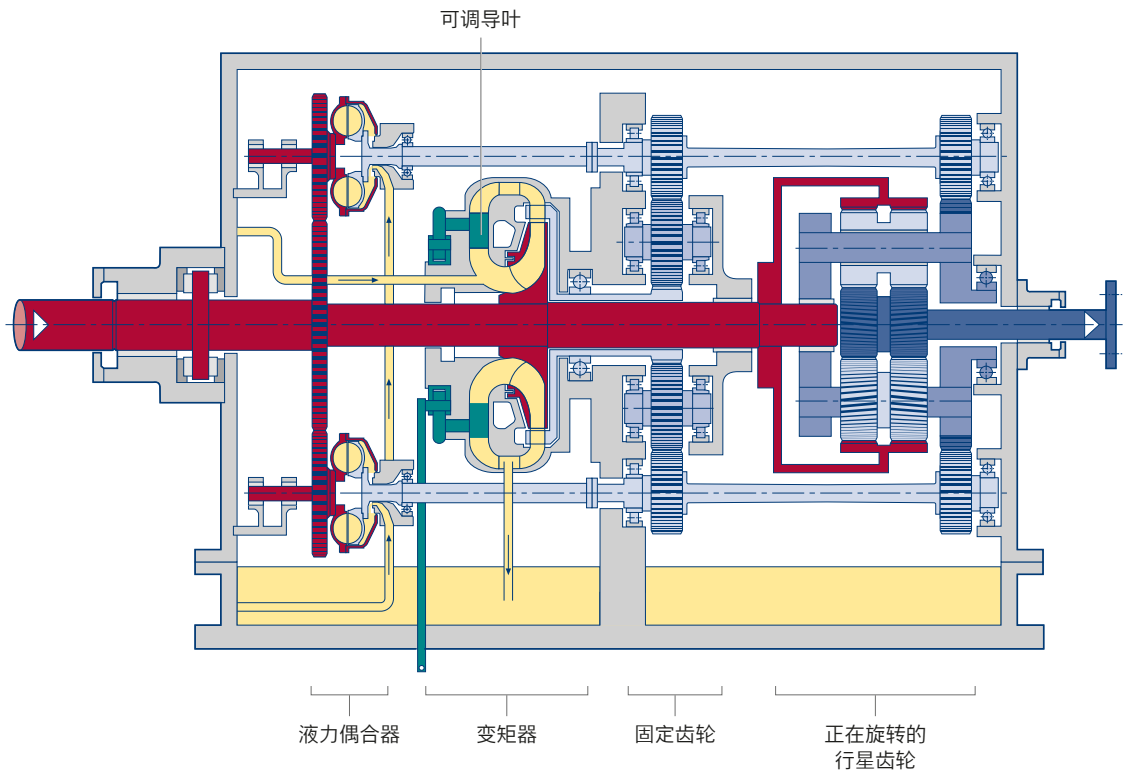 可调导叶
液力偶合器
变矩器
固定齿轮
正在旋转的
行星齿轮